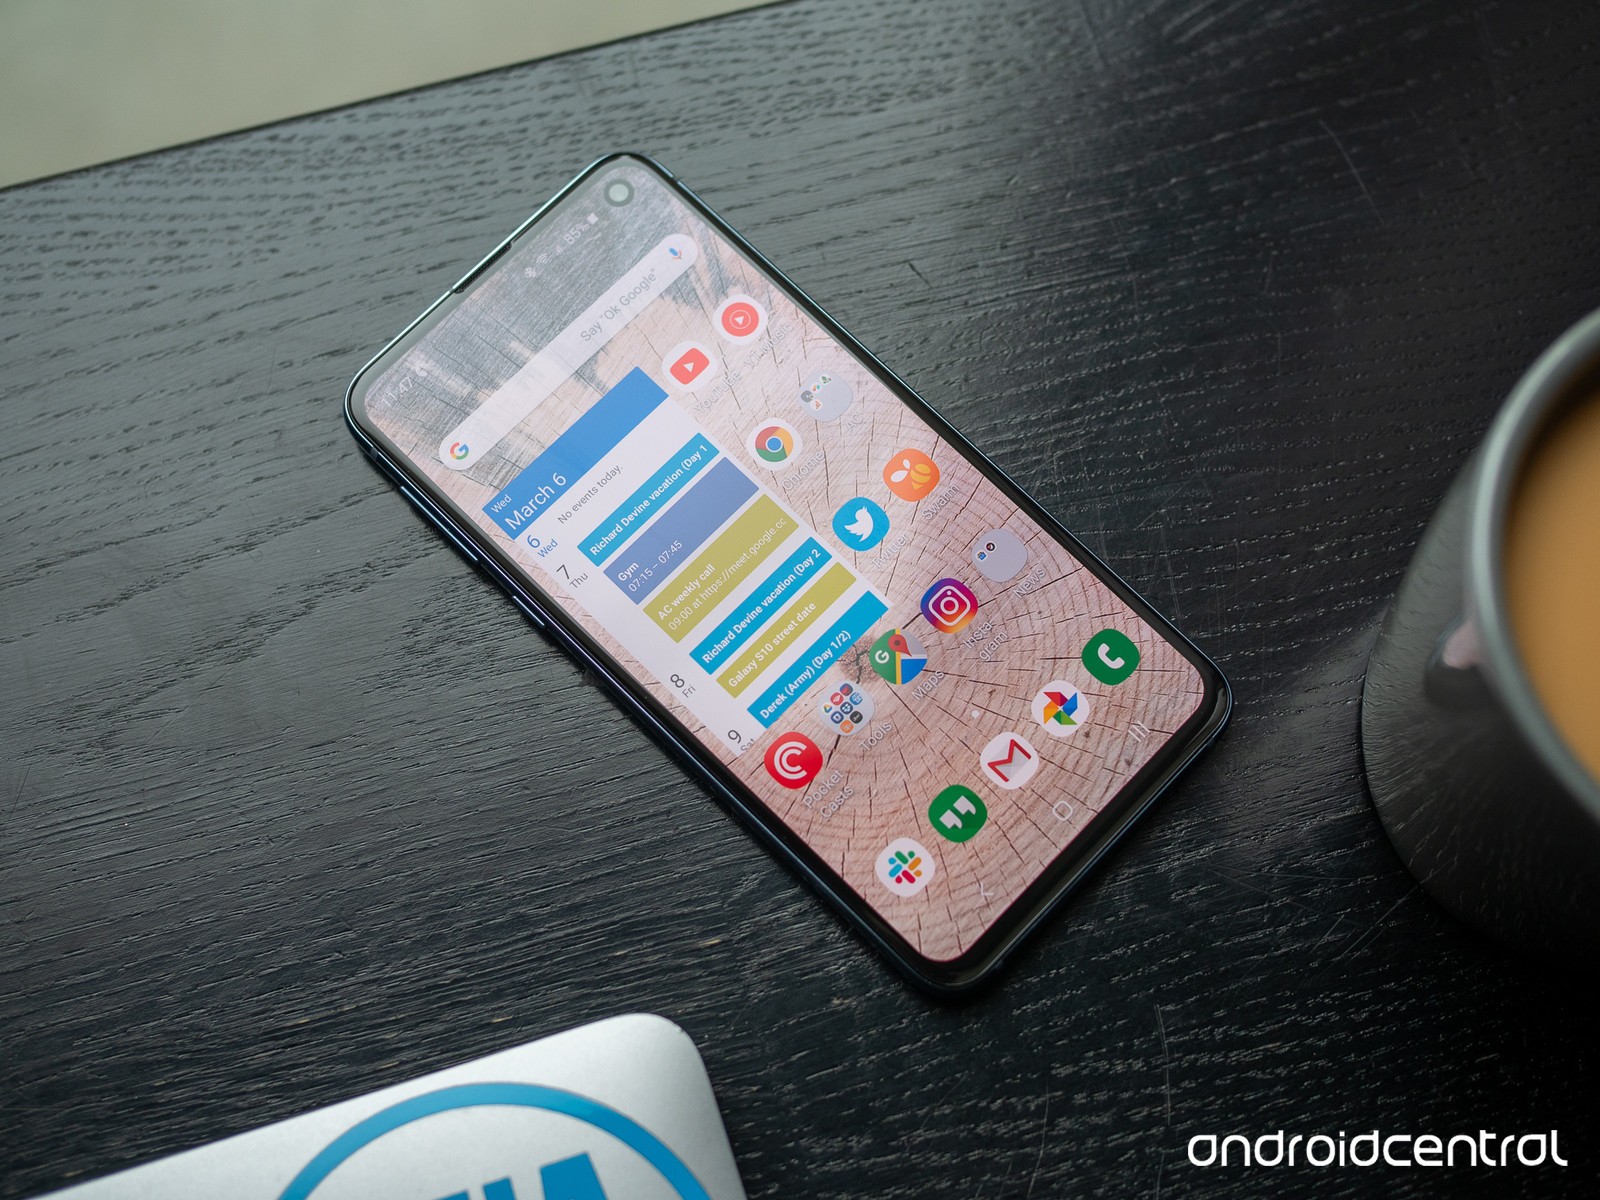 11:47
85%
G
Say "Ok Google"
Wed
March 6
6
Wed
No events today.
7
Thu
Richard Devine vacation (Day 1
Gym
07:15 – 07:45
AC weekly call
09:00 at https://meet.google.cc
8
Fri
Richard Devine vacation (Day 2
Galaxy S10 street date
9
Sat
Derek (Army) (Day 1/2)
YouTube
YT Music
Chrome
AC
Twitter
Swarm
Pocket
Casts
Tools
Maps
Insta-
gram
News
androidcentral